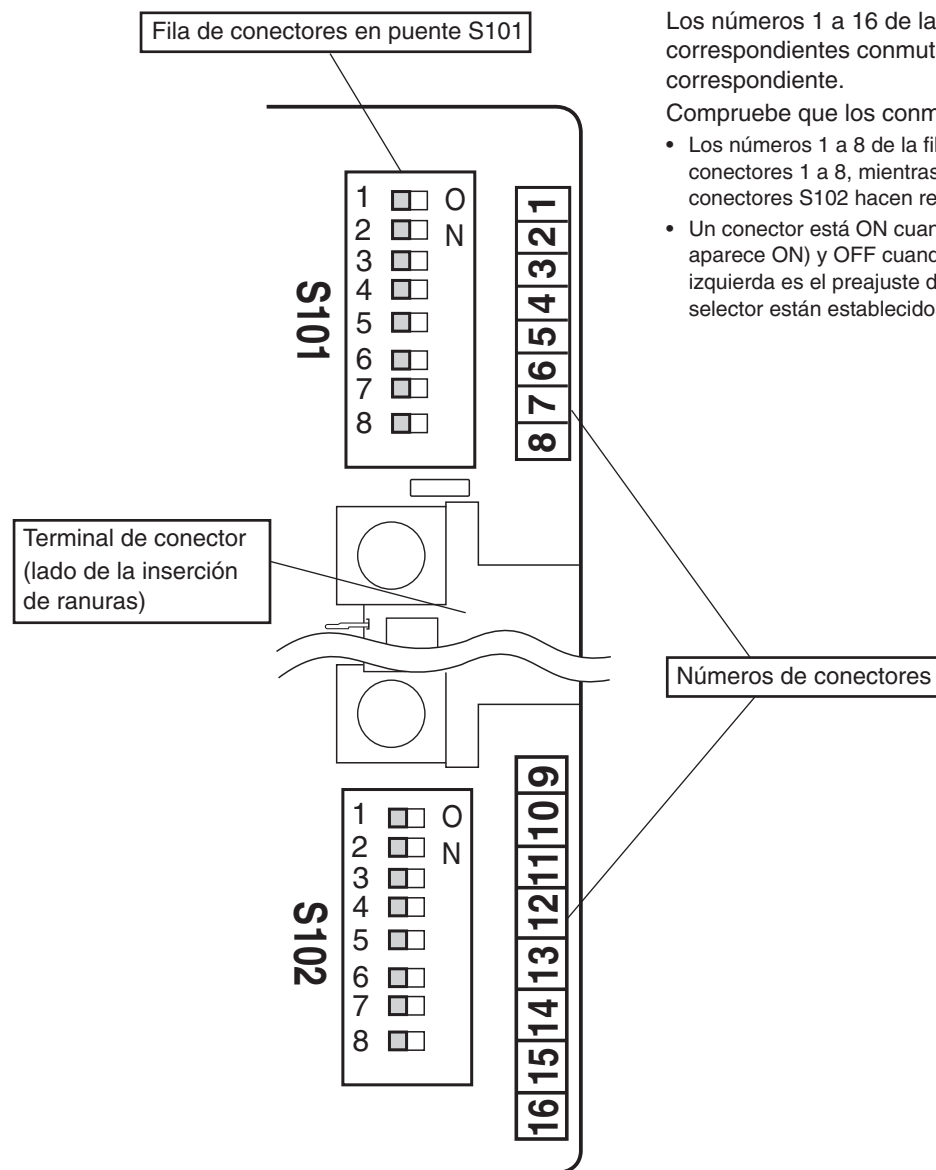 Fila de conectores en puente S101
Los números 1 a 16 de la
correspondientes conmut
correspondiente.
Compruebe que los conm
• Los números 1 a 8 de la fil
conectores 1 a 8, mientras
conectores S102 hacen re
• Un conector está ON cuan
aparece ON) y OFF cuand
izquierda es el preajuste d
selector están establecido
S101
1
2
3
4
5
6
7
8
O
N
1
2
3
4
5
6
7
8
Terminal de conector
(lado de la inserción
de ranuras)
Números de conectores
S102
1
2
3
4
5
6
7
8
O
N
9
10
11
12
13
14
15
16